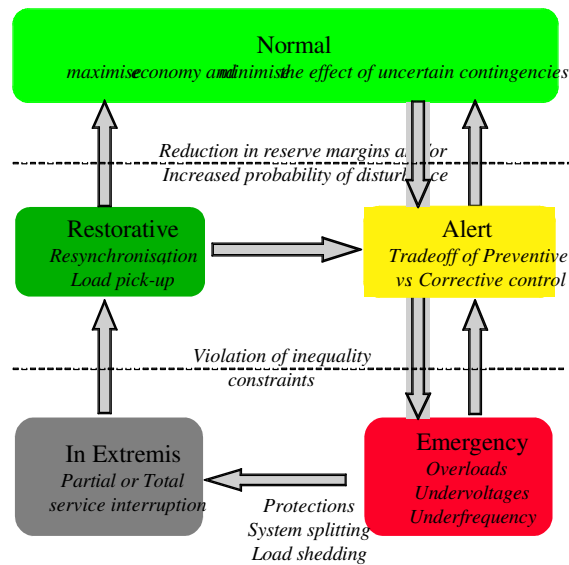 Normal
maximise economy and minimise the effect of uncertain contingencies
Reduction in reserve margins and/or
Increased probability of disturbance
Restorative
Resynchronisation
Load pick-up
Alert
Tradeoff of Preventive
vs Corrective control
Violation of inequality
constraints
In Extremis
Partial or Total
service interruption
Emergency
Overloads
Undervoltages
Underfrequency
Protections
System splitting
Load shedding